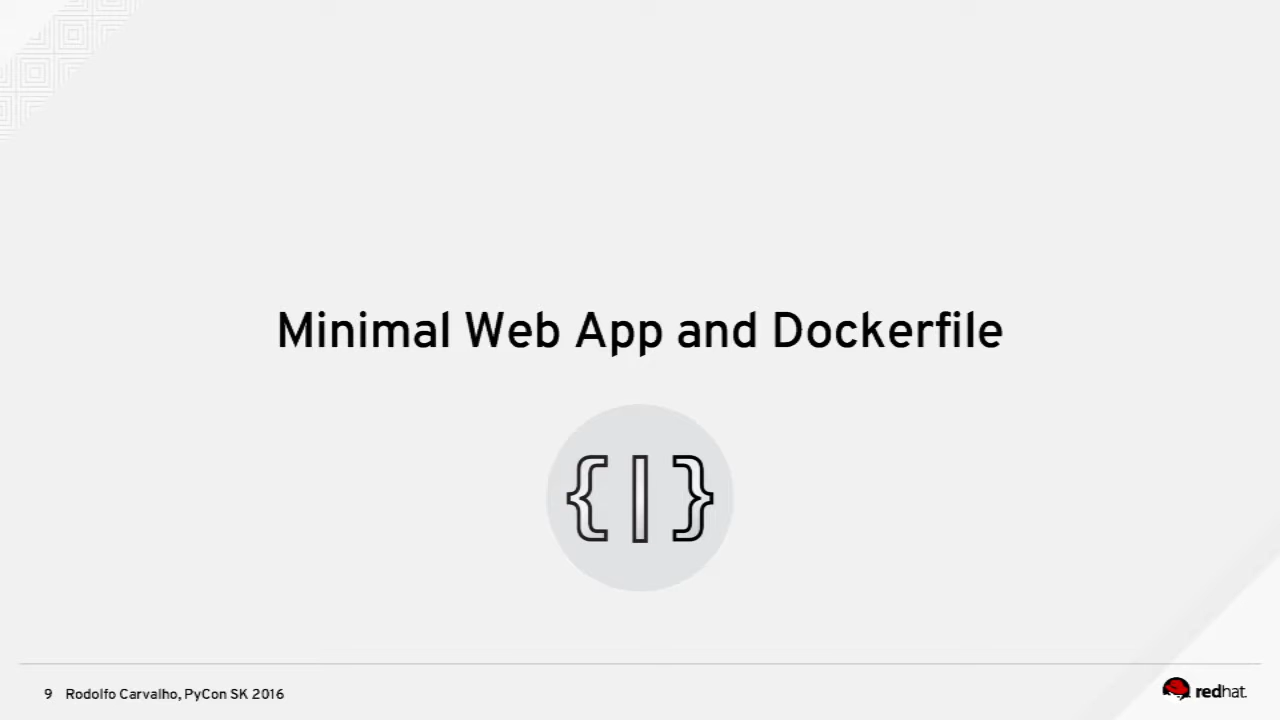 Minimal Web App and Dockerfile
{|}
9 Rodolfo Carvalho, PyCon SK 2016
redhat.